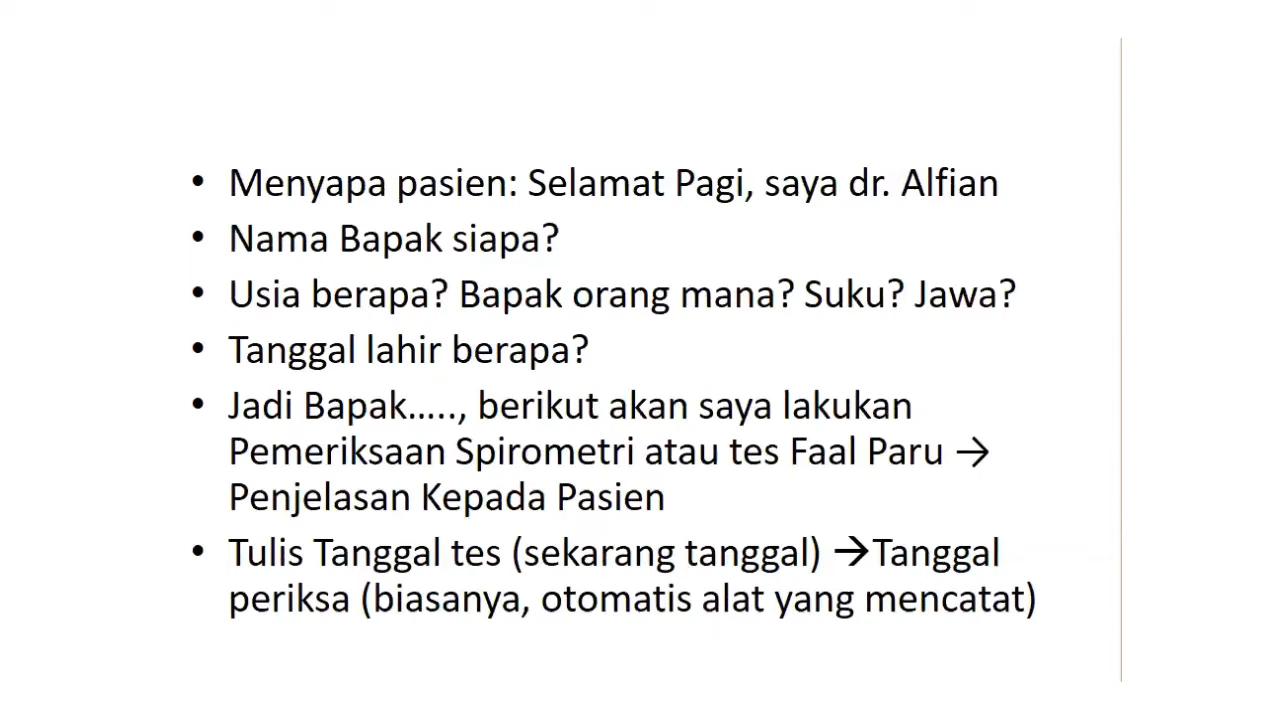 • Menyapa pasien: Selamat Pagi, saya dr. Alfian
• Nama Bapak siapa?
• Usia berapa? Bapak orang mana? Suku? Jawa?
• Tanggal lahir berapa?
• Jadi Bapak….., berikut akan saya lakukan
Pemeriksaan Spirometri atau tes Faal Paru →
Penjelasan Kepada Pasien
• Tulis Tanggal tes (sekarang tanggal) →Tanggal
periksa (biasanya, otomatis alat yang mencatat)